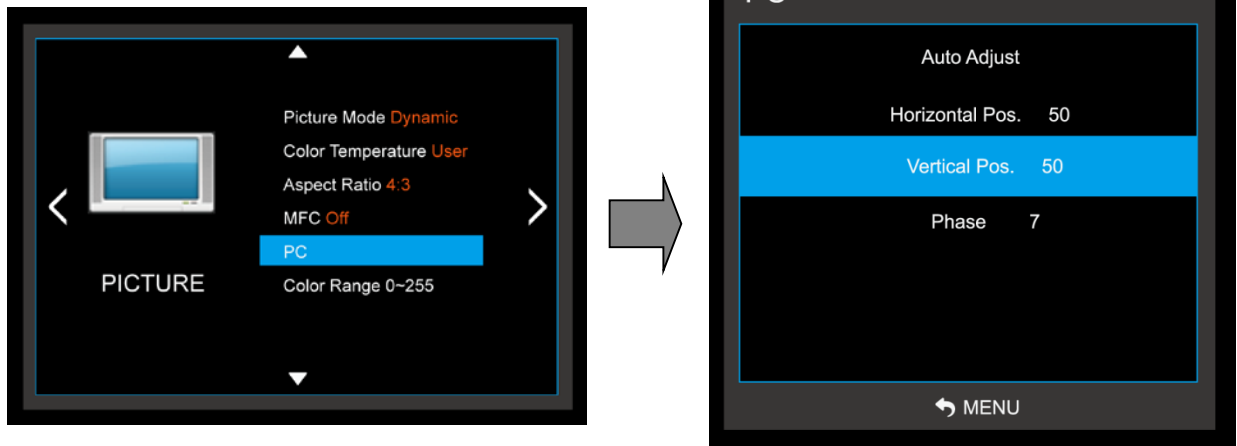 Picture Mode Dynamic
Color Temperature User
Aspect Ratio 4:3
MFC Off
PC
Color Range 0~255
PICTURE
Auto Adjust
Horizontal Pos. 50
Vertical Pos. 50
Phase 7
MENU